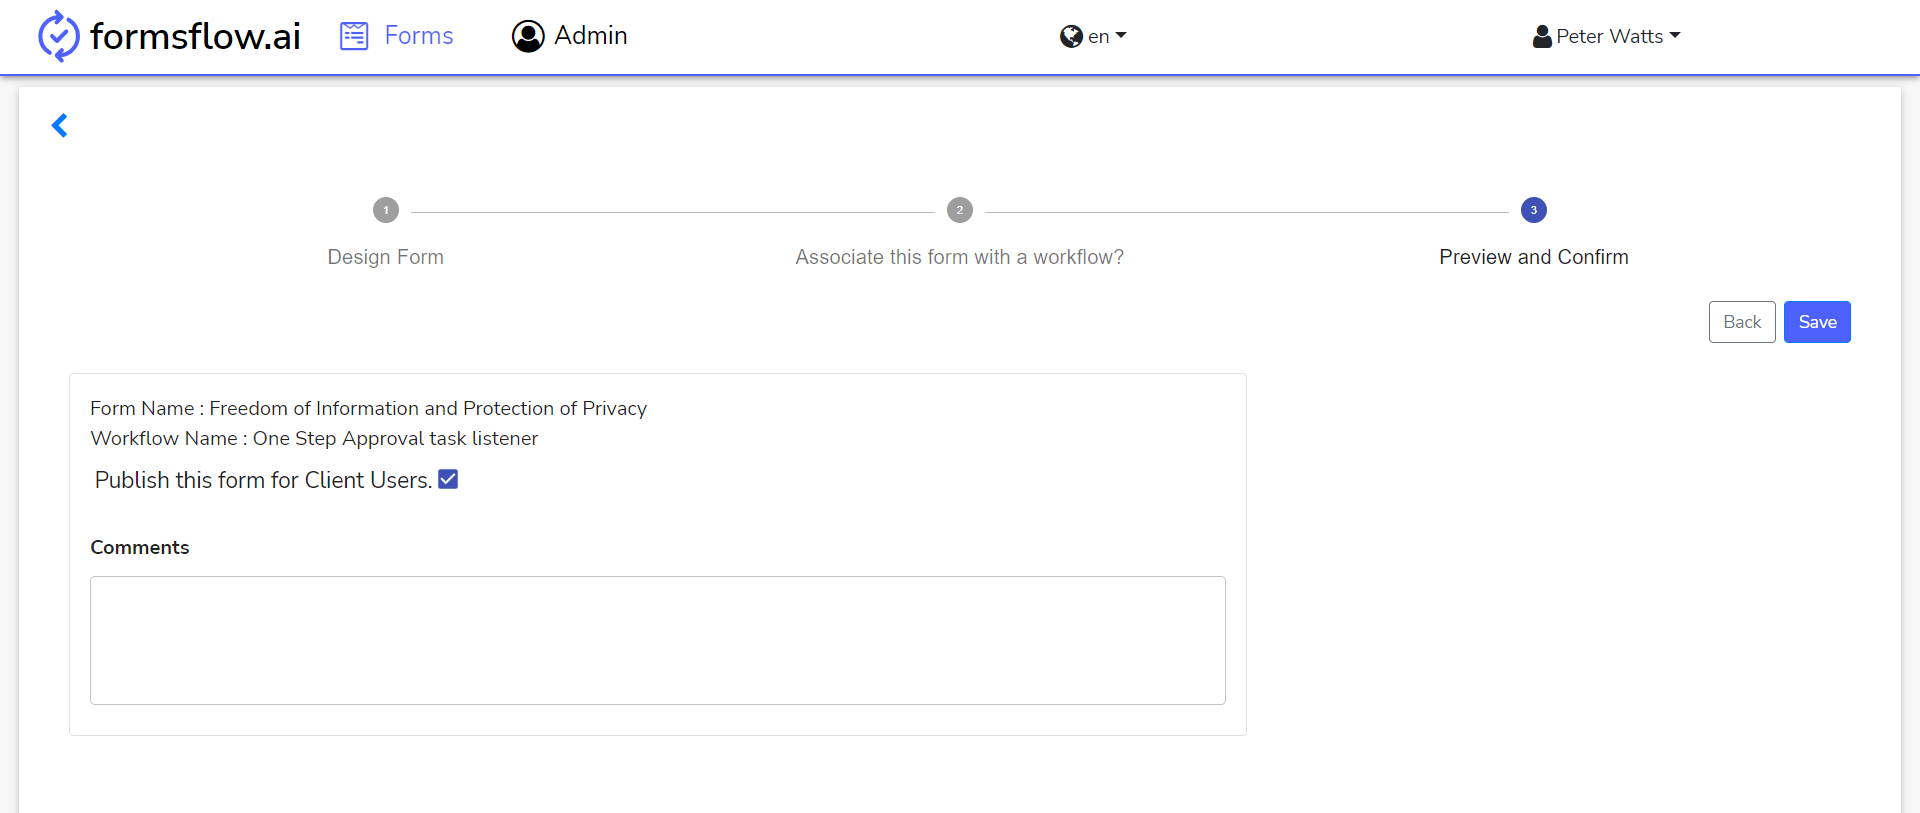 formsflow.ai Forms Admin en Peter Watts
1 2 3
Design Form Associate this form with a workflow? Preview and Confirm
Back Save
Form Name : Freedom of Information and Protection of Privacy
Workflow Name : One Step Approval task listener
Publish this form for Client Users.
Comments